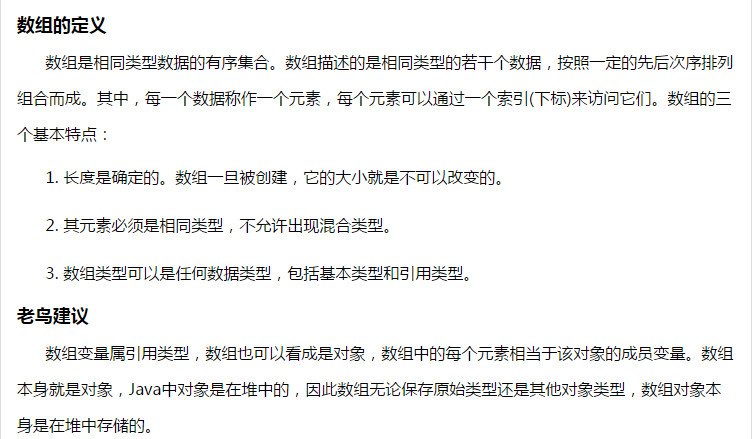 数组的定义
数组是相同类型数据的有序集合。数组描述的是相同类型的若干个数据，按照一定的先后次序排列
组合而成。其中，每一个数据称作一个元素，每个元素可以通过一个索引(下标)来访问它们。数组的三
个基本特点：
1. 长度是确定的。数组一旦被创建，它的大小就是不可以改变的。
2. 其元素必须是相同类型，不允许出现混合类型。
3. 数组类型可以是任何数据类型，包括基本类型和引用类型。
老鸟建议
数组变量属引用类型，数组也可以看成是对象，数组中的每个元素相当于该对象的成员变量。数组
本身就是对象，Java中对象是在堆中的，因此数组无论保存原始类型还是其他对象类型，数组对象本
身是在堆中存储的。